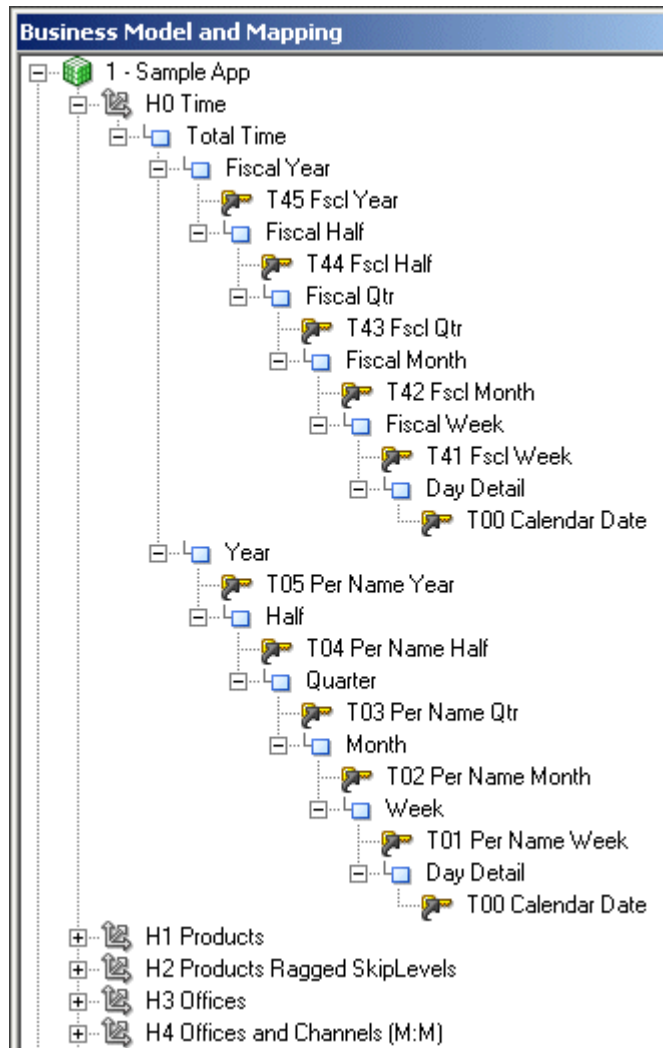 Business Model and Mapping
1 - Sample App
H0 Time
Total Time
Fiscal Year
T45 Fscl Year
Fiscal Half
T44 Fscl Half
Fiscal Qtr
T43 Fscl Qtr
Fiscal Month
T42 Fscl Month
Fiscal Week
T41 Fscl Week
Day Detail
T00 Calendar Date
Year
T05 Per Name Year
Half
T04 Per Name Half
Quarter
T03 Per Name Qtr
Month
T02 Per Name Month
Week
T01 Per Name Week
Day Detail
T00 Calendar Date
H1 Products
H2 Products Ragged SkipLevels
H3 Offices
H4 Offices and Channels (M:M)